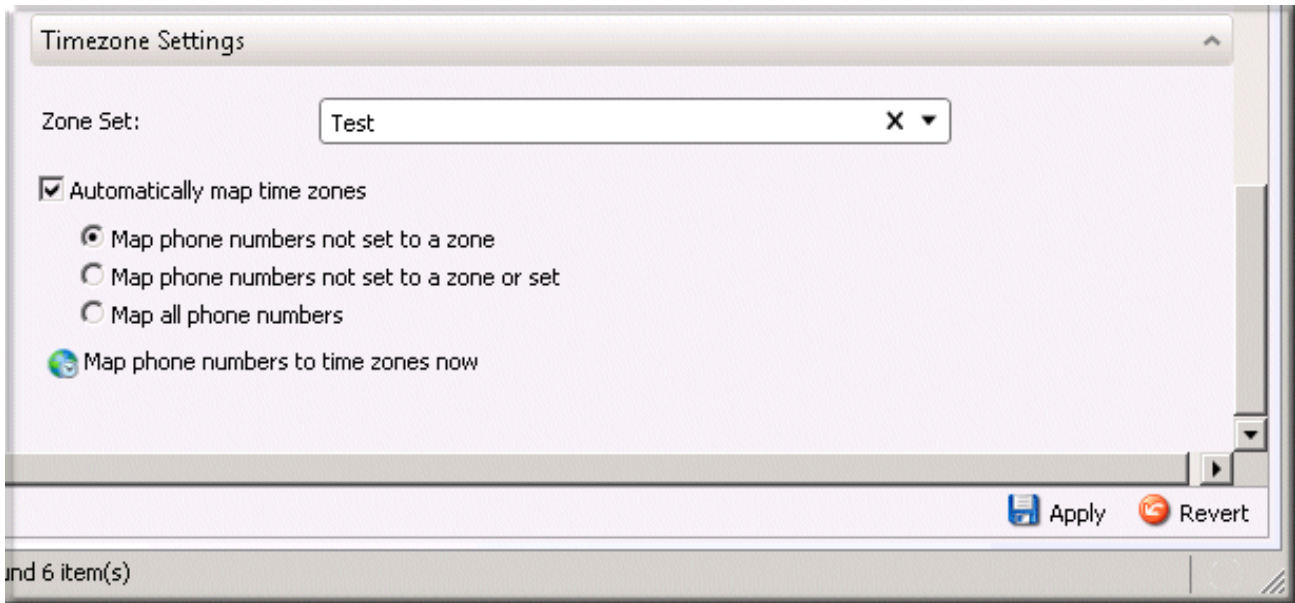 Timezone Settings
Zone Set:
Test
Automatically map time zones
Map phone numbers not set to a zone
Map phone numbers not set to a zone or set
Map all phone numbers
Map phone numbers to time zones now
Apply Revert
und 6 item(s)